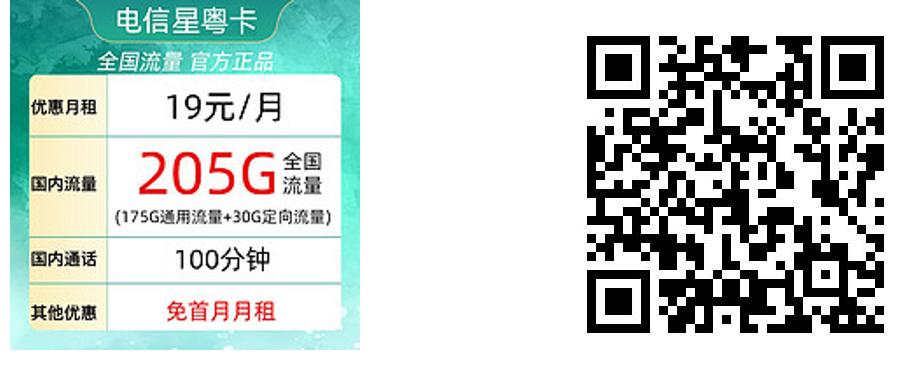 电信星粤卡
全国流量 官方正品
优惠月租 19元/月
国内流量 205G 全国流量
(175G通用流量+30G定向流量)
国内通话 100分钟
其他优惠 免首月月租